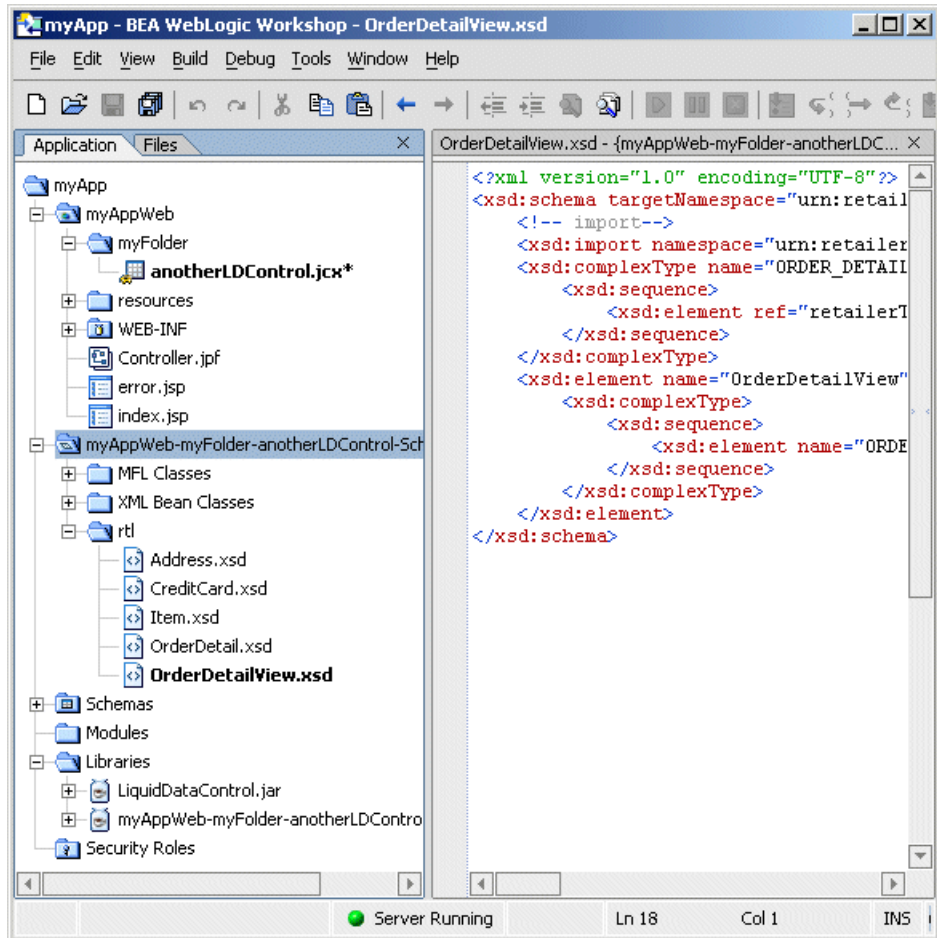 myApp - BEA WebLogic Workshop - OrderDetailView.xsd
File Edit View Build Debug Tools Window Help
Application Files
myApp
myAppWeb
myFolder
anotherLDControl.jcx*
resources
WEB-INF
Controller.jpf
error.jsp
index.jsp
myAppWeb-myFolder-anotherLDControl-Sch
MFL Classes
XML Bean Classes
rtl
Address.xsd
CreditCard.xsd
Item.xsd
OrderDetail.xsd
OrderDetailView.xsd
Schemas
Modules
Libraries
LiquidDataControl.jar
myAppWeb-myFolder-anotherLDContro
Security Roles
OrderDetailView.xsd - {myAppWeb-myFolder-anotherLDC...
<?xml version="1.0" encoding="UTF-8"?>
<xsd:schema targetNamespace="urn:retail
<!-- import-->
<xsd:import namespace="urn:retailer
<xsd:complexType name="ORDER_DETAIL
<xsd:sequence>
<xsd:element ref="retailerT
</xsd:sequence>
</xsd:complexType>
<xsd:element name="OrderDetailView"
<xsd:complexType>
<xsd:sequence>
<xsd:element name="ORDE
</xsd:sequence>
</xsd:complexType>
</xsd:element>
</xsd:schema>
Server Running Ln 18 Col 1 INS